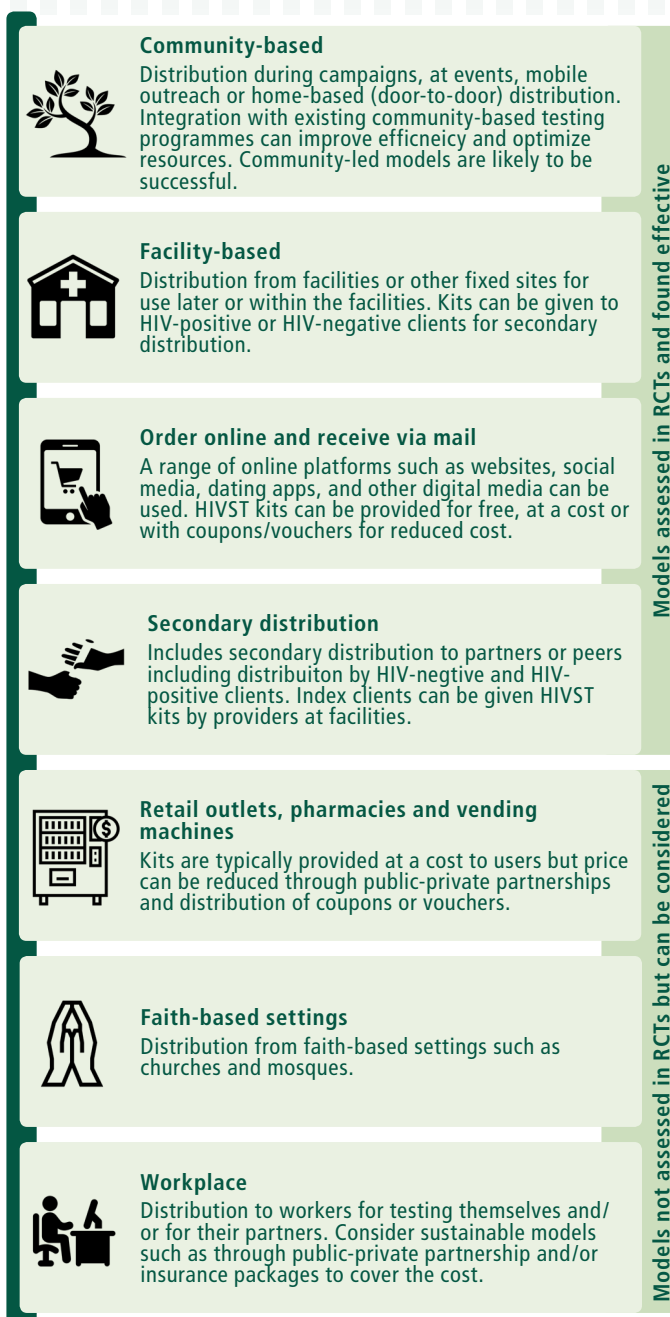 Community-based
Distribution during campaigns, at events, mobile
outreach or home-based (door-to-door) distribution.
Integration with existing community-based testing
programmes can improve efficneicy and optimize
resources. Community-led models are likely to be
successful.
Facility-based
Distribution from facilities or other fixed sites for
use later or within the facilities. Kits can be given to
HIV-positive or HIV-negative clients for secondary
distribution.
Order online and receive via mail
A range of online platforms such as websites, social
media, dating apps, and other digital media can be
used. HIVST kits can be provided for free, at a cost or
with coupons/vouchers for reduced cost.
Secondary distribution
Includes secondary distribution to partners or peers
including distribuiton by HIV-negtive and HIV-
positive clients. Index clients can be given HIVST
kits by providers at facilities.
Models assessed in RCTs and found effective
$
Retail outlets, pharmacies and vending
machines
Kits are typically provided at a cost to users but price
can be reduced through public-private partnerships
and distribution of coupons or vouchers.
Faith-based settings
Distribution from faith-based settings such as
churches and mosques.
Workplace
Distribution to workers for testing themselves and/
or for their partners. Consider sustainable models
such as through public-private partnership and/or
insurance packages to cover the cost.
Models not assessed in RCTs but can be considered